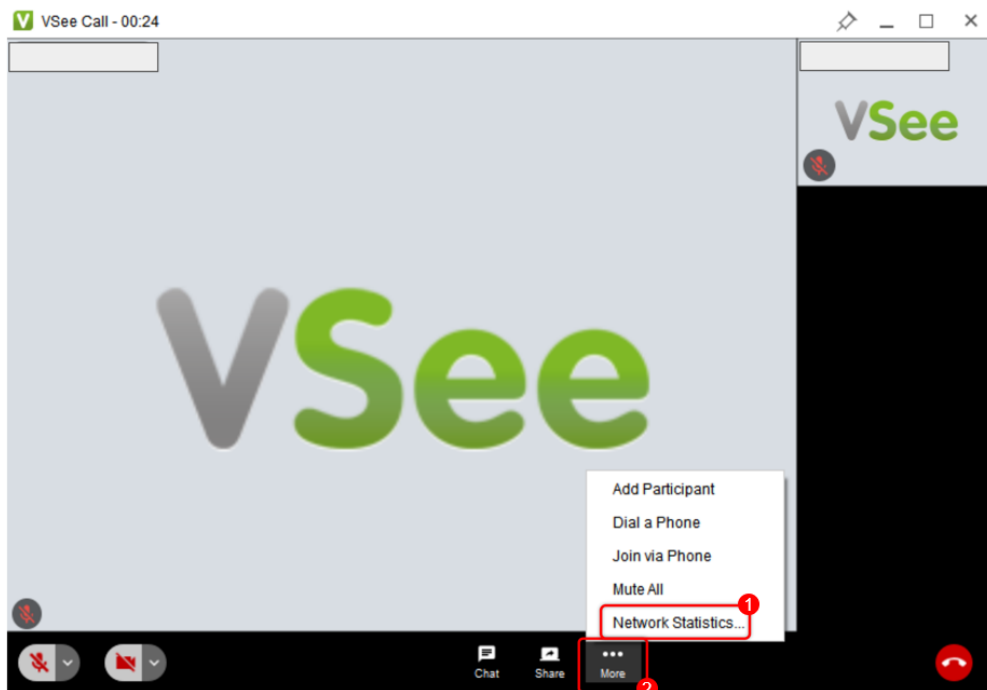 VSee Call - 00:24
VSee
VSee
Add Participant
Dial a Phone
Join via Phone
Mute All
Network Statistics...
1
Chat
Share
More
2